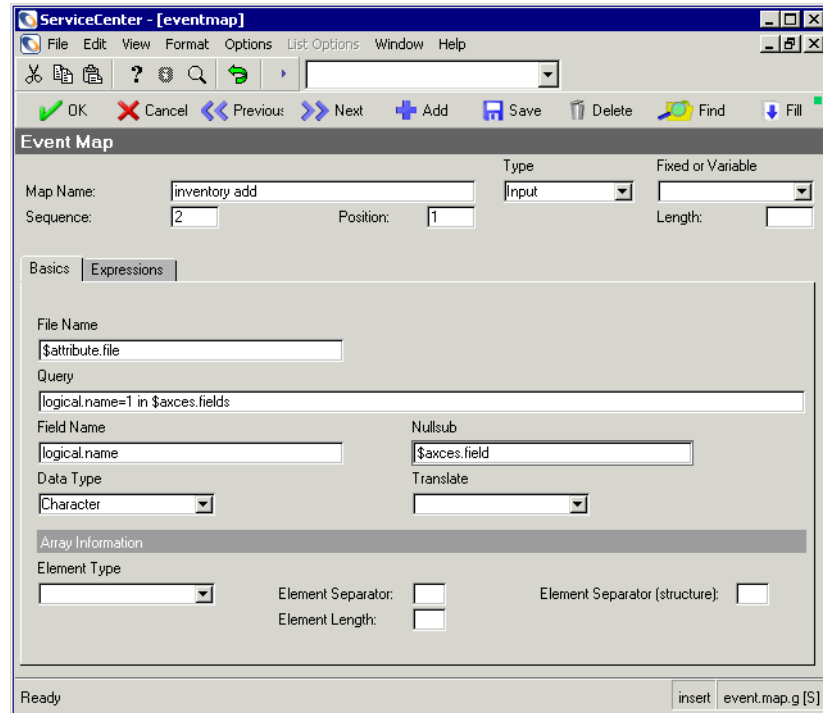 ServiceCenter - [eventmap]
File Edit View Format Options List Options Window Help
OK Cancel Previous Next Add Save Delete Find Fill
Event Map
Type Fixed or Variable
Map Name: inventory add Input
Sequence: 2 Position: 1 Length:
Basics Expressions
File Name
$attribute.file
Query
logical.name=1 in $axces.fields
Field Name Nullsub
logical.name $axces.field
Data Type Translate
Character
Array Information
Element Type
Element Separator: Element Separator (structure):
Element Length:
Ready insert event.map.g [S]